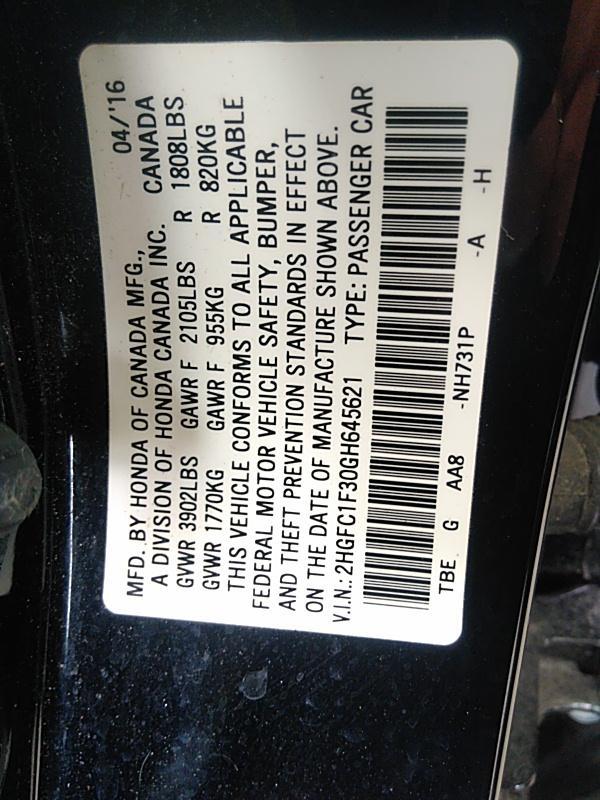 MFD. BY HONDA OF CANADA MFG., 04/'16
A DIVISION OF HONDA CANADA INC. CANADA
GVWR 3902LBS GAWR F 2105LBS R 1808LBS
GVWR 1770KG GAWR F 955KG R 820KG
THIS VEHICLE CONFORMS TO ALL APPLICABLE
FEDERAL MOTOR VEHICLE SAFETY, BUMPER,
AND THEFT PREVENTION STANDARDS IN EFFECT
ON THE DATE OF MANUFACTURE SHOWN ABOVE.
V.I.N.: 2HGFC1F30GH645621 TYPE: PASSENGER CAR
TBE G AA8 -NH731P -A -H